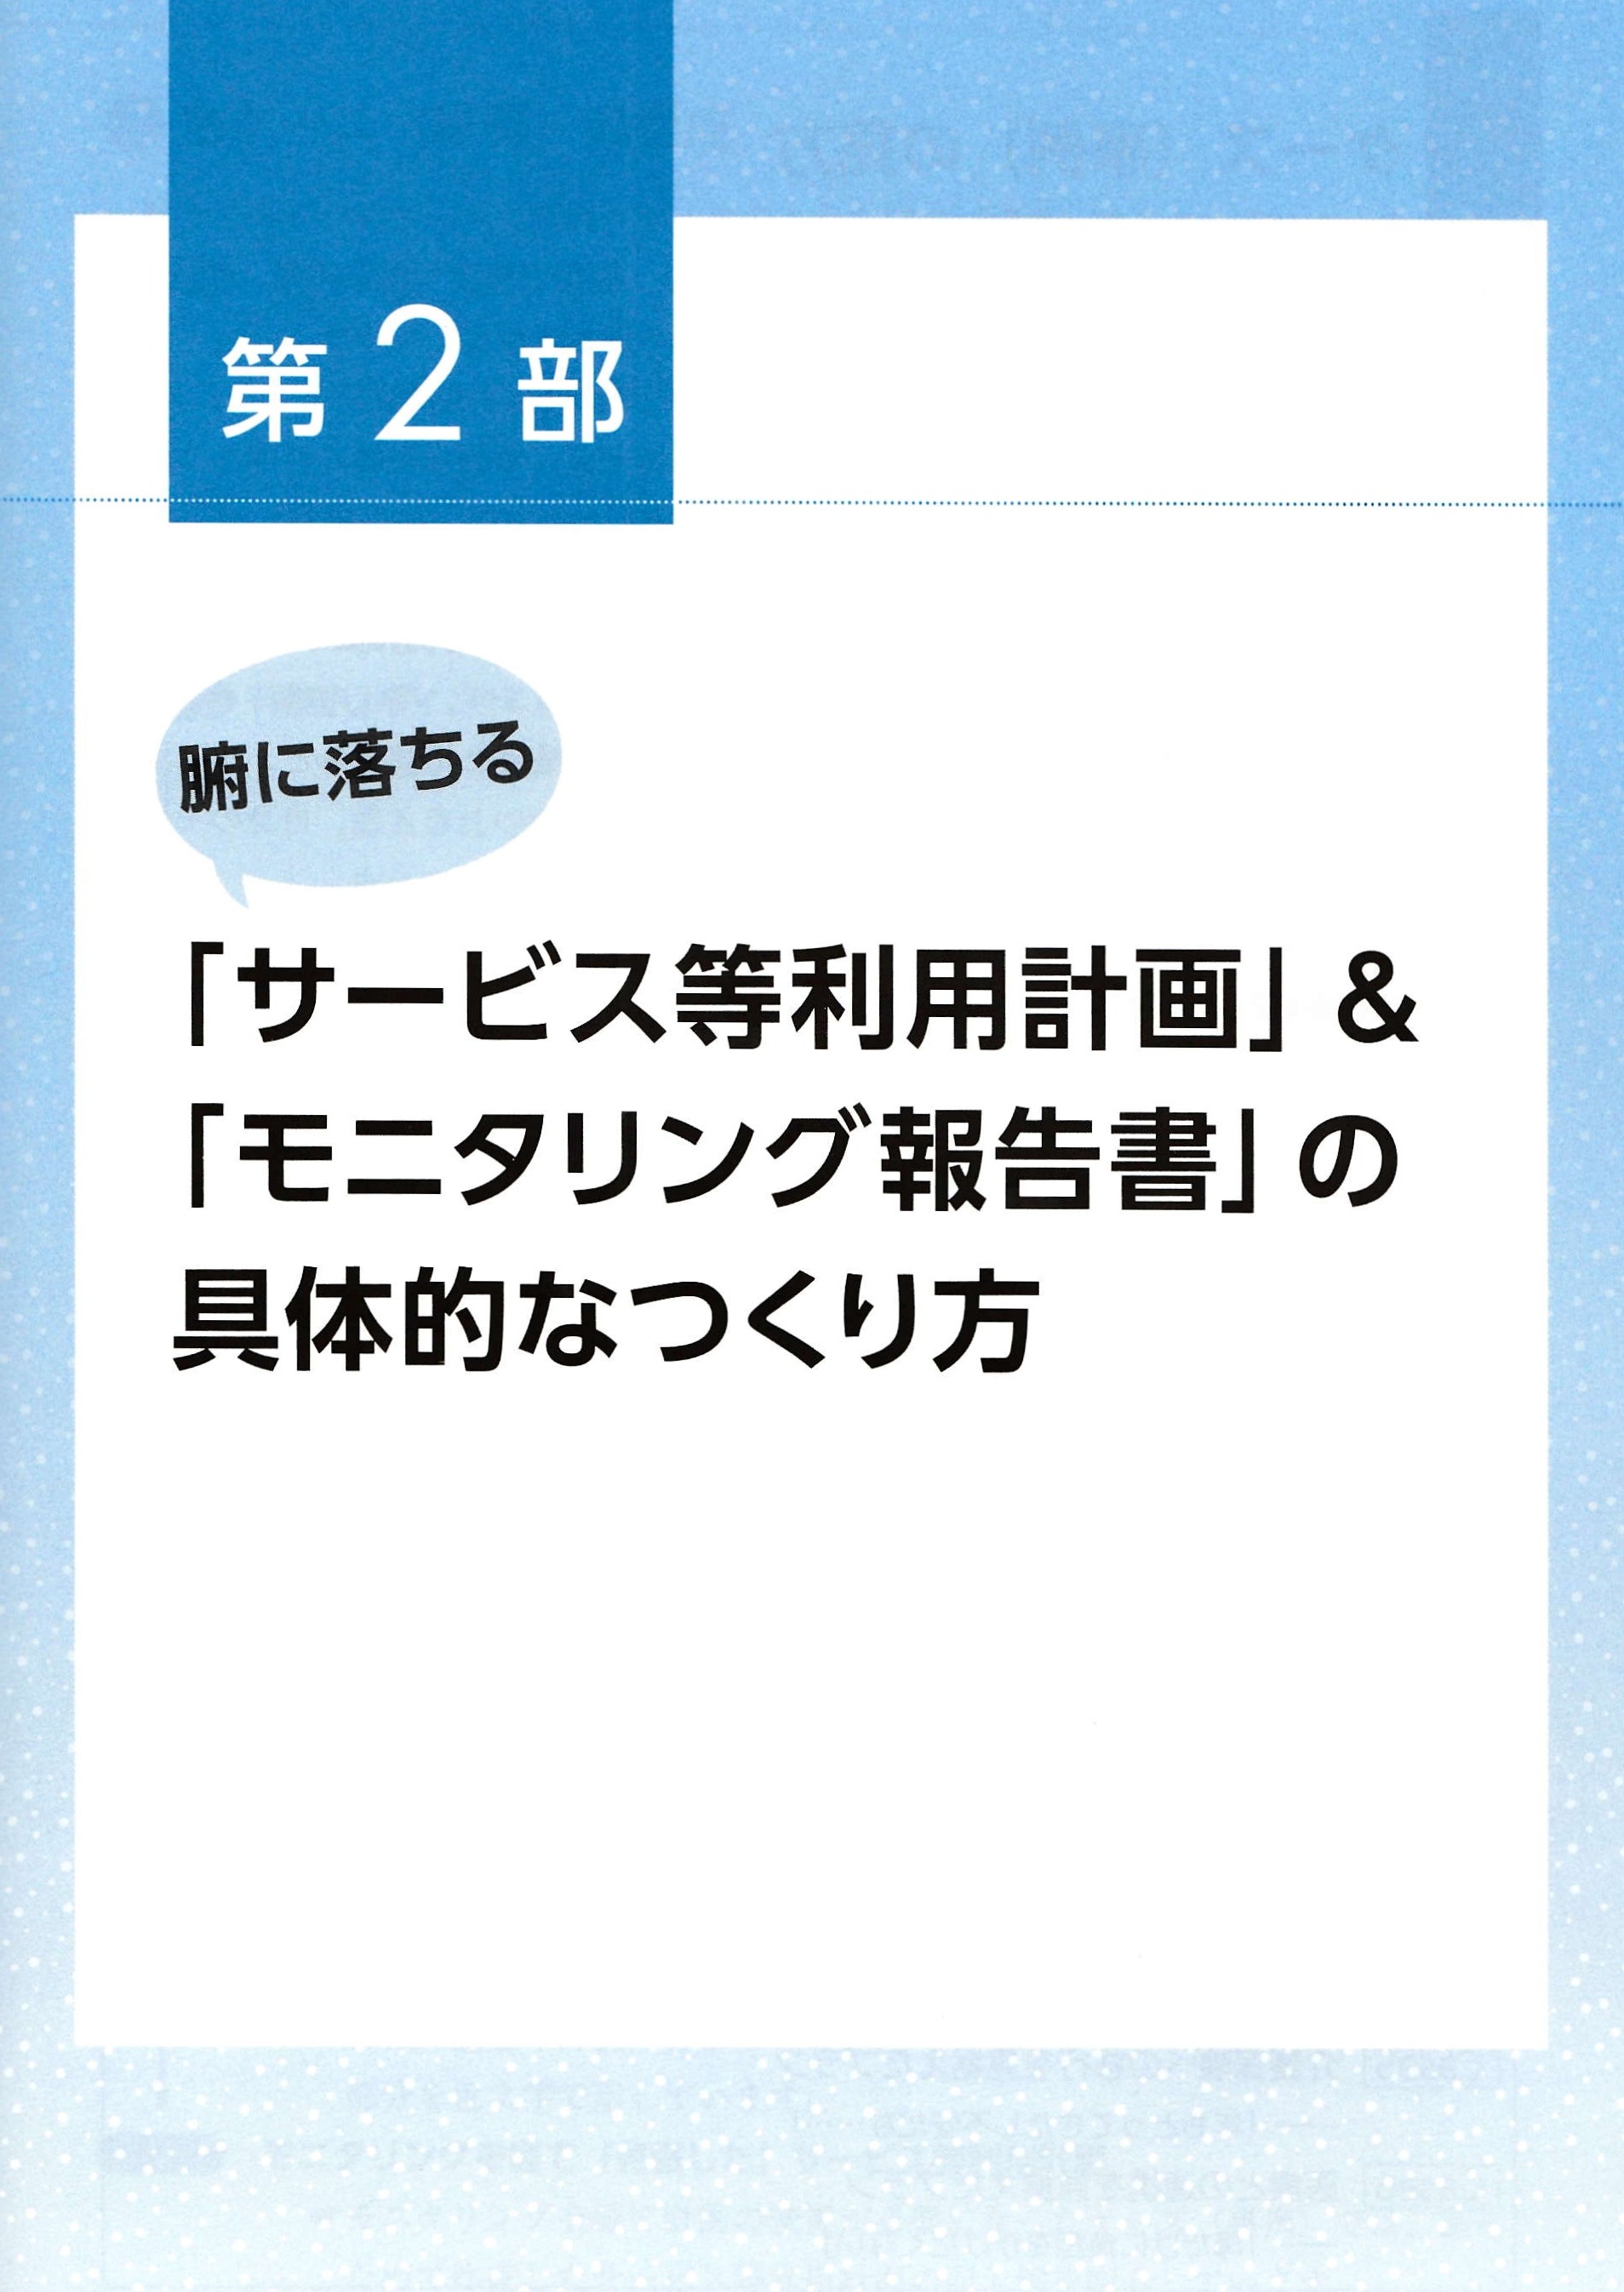 第2部
腑に落ちる
「サービス等利用計画」&
「モニタリング報告書」の
具体的なつくり方